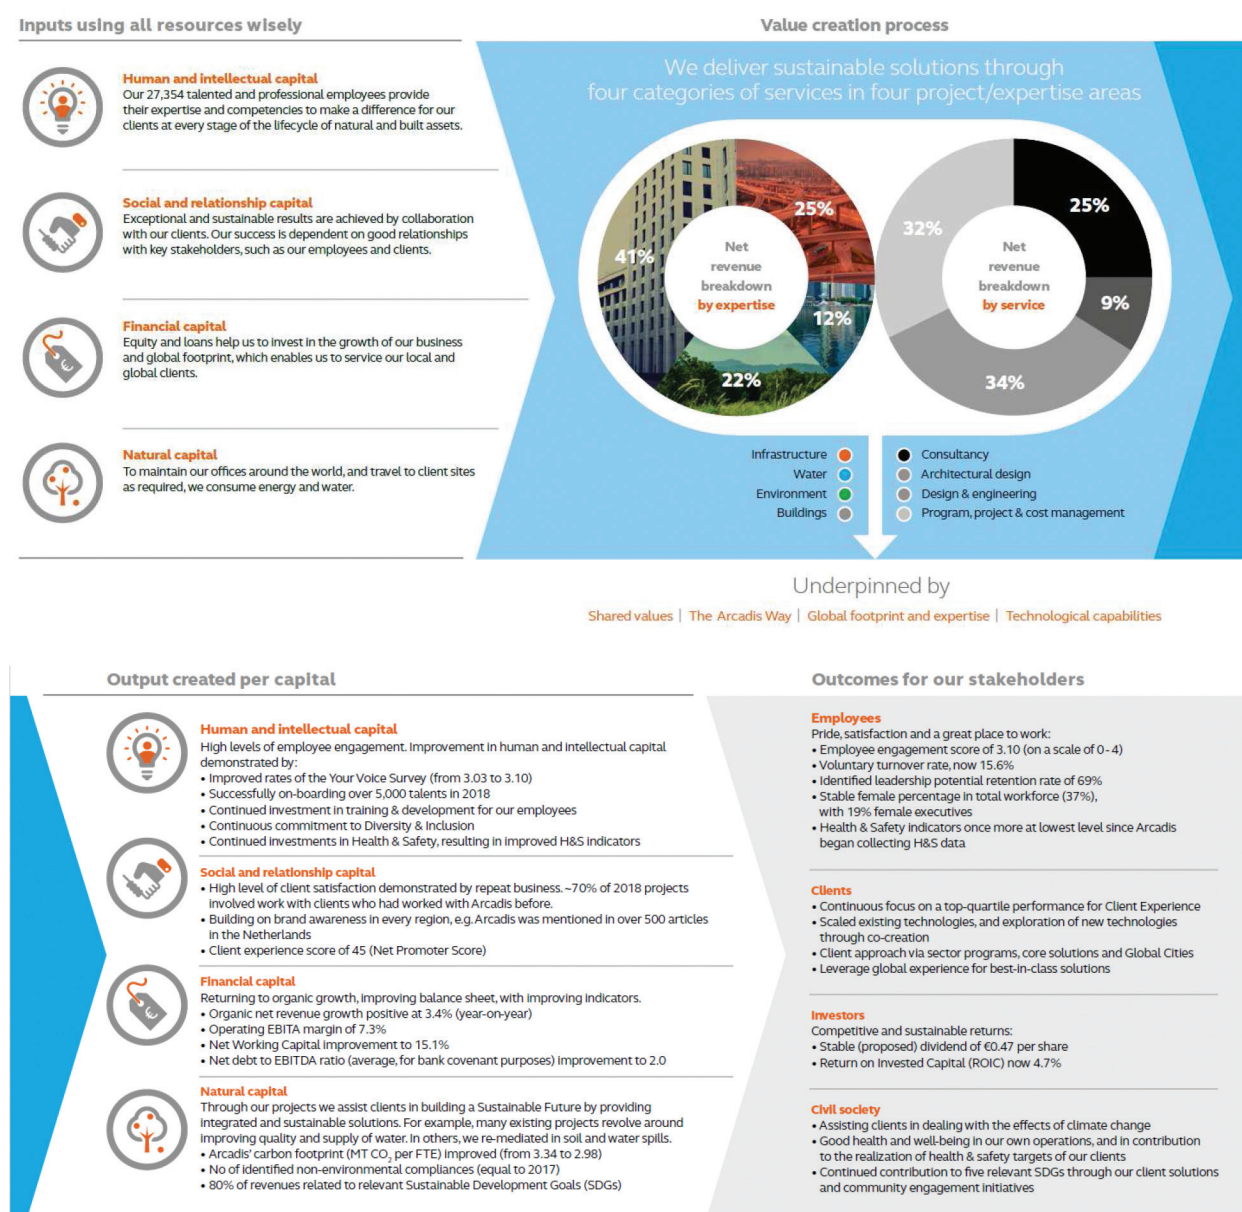 Inputs using all resources wisely
Human and intellectual capital
Our 27,354 talented and professional employees provide
their expertise and competencies to make a difference for our
clients at every stage of the lifecycle of natural and built assets.
Social and relationship capital
Exceptional and sustainable results are achieved by collaboration
with our clients. Our success is dependent on good relationships
with key stakeholders, such as our employees and clients.
Financial capital
Equity and loans help us to invest in the growth of our business
and global footprint, which enables us to service our local and
global clients.
Natural capital
To maintain our offices around the world, and travel to client sites
as required, we consume energy and water.
Value creation process
We deliver sustainable solutions through
four categories of services in four project/expertise areas
41%
25%
12%
22%
Net
revenue
breakdown
by expertise
32%
25%
9%
34%
Net
revenue
breakdown
by service
Infrastructure
Water
Environment
Buildings
Consultancy
Architectural design
Design & engineering
Program, project & cost management
Underpinned by
Shared values | The Arcadis Way | Global footprint and expertise | Technological capabilities
Output created per capital
Human and intellectual capital
High levels of employee engagement. Improvement in human and intellectual capital
demonstrated by:
• Improved rates of the Your Voice Survey (from 3.03 to 3.10)
• Successfully on-boarding over 5,000 talents in 2018
• Continued investment in training & development for our employees
• Continuous commitment to Diversity & Inclusion
• Continued investments in Health & Safety, resulting in improved H&S indicators
Social and relationship capital
• High level of client satisfaction demonstrated by repeat business. ~70% of 2018 projects
involved work with clients who had worked with Arcadis before.
• Building on brand awareness in every region, e.g. Arcadis was mentioned in over 500 articles
in the Netherlands
• Client experience score of 45 (Net Promoter Score)
Financial capital
Returning to organic growth, improving balance sheet, with improving indicators.
• Organic net revenue growth positive at 3.4% (year-on-year)
• Operating EBITA margin of 7.3%
• Net Working Capital improvement to 15.1%
• Net debt to EBITDA ratio (average, for bank covenant purposes) improvement to 2.0
Natural capital
Through our projects we assist clients in building a Sustainable Future by providing
integrated and sustainable solutions. For example, many existing projects revolve around
improving quality and supply of water. In others, we re-mediated in soil and water spills.
• Arcadis' carbon footprint (MT CO₂ per FTE) improved (from 3.34 to 2.98)
• No of identified non-environmental compliances (equal to 2017)
• 80% of revenues related to relevant Sustainable Development Goals (SDGs)
Outcomes for our stakeholders
Employees
Pride, satisfaction and a great place to work:
• Employee engagement score of 3.10 (on a scale of 0 - 4)
• Voluntary turnover rate, now 15.6%
• Identified leadership potential retention rate of 69%
• Stable female percentage in total workforce (37%),
with 19% female executives
• Health & Safety indicators once more at lowest level since Arcadis
began collecting H&S data
Clients
• Continuous focus on a top-quartile performance for Client Experience
• Scaled existing technologies, and exploration of new technologies
through co-creation
• Client approach via sector programs, core solutions and Global Cities
• Leverage global experience for best-in-class solutions
Investors
Competitive and sustainable returns:
• Stable (proposed) dividend of €0.47 per share
• Return on Invested Capital (ROIC) now 4.7%
Civil society
• Assisting clients in dealing with the effects of climate change
• Good health and well-being in our own operations, and in contribution
to the realization of health & safety targets of our clients
• Continued contribution to five relevant SDGs through our client solutions
and community engagement initiatives